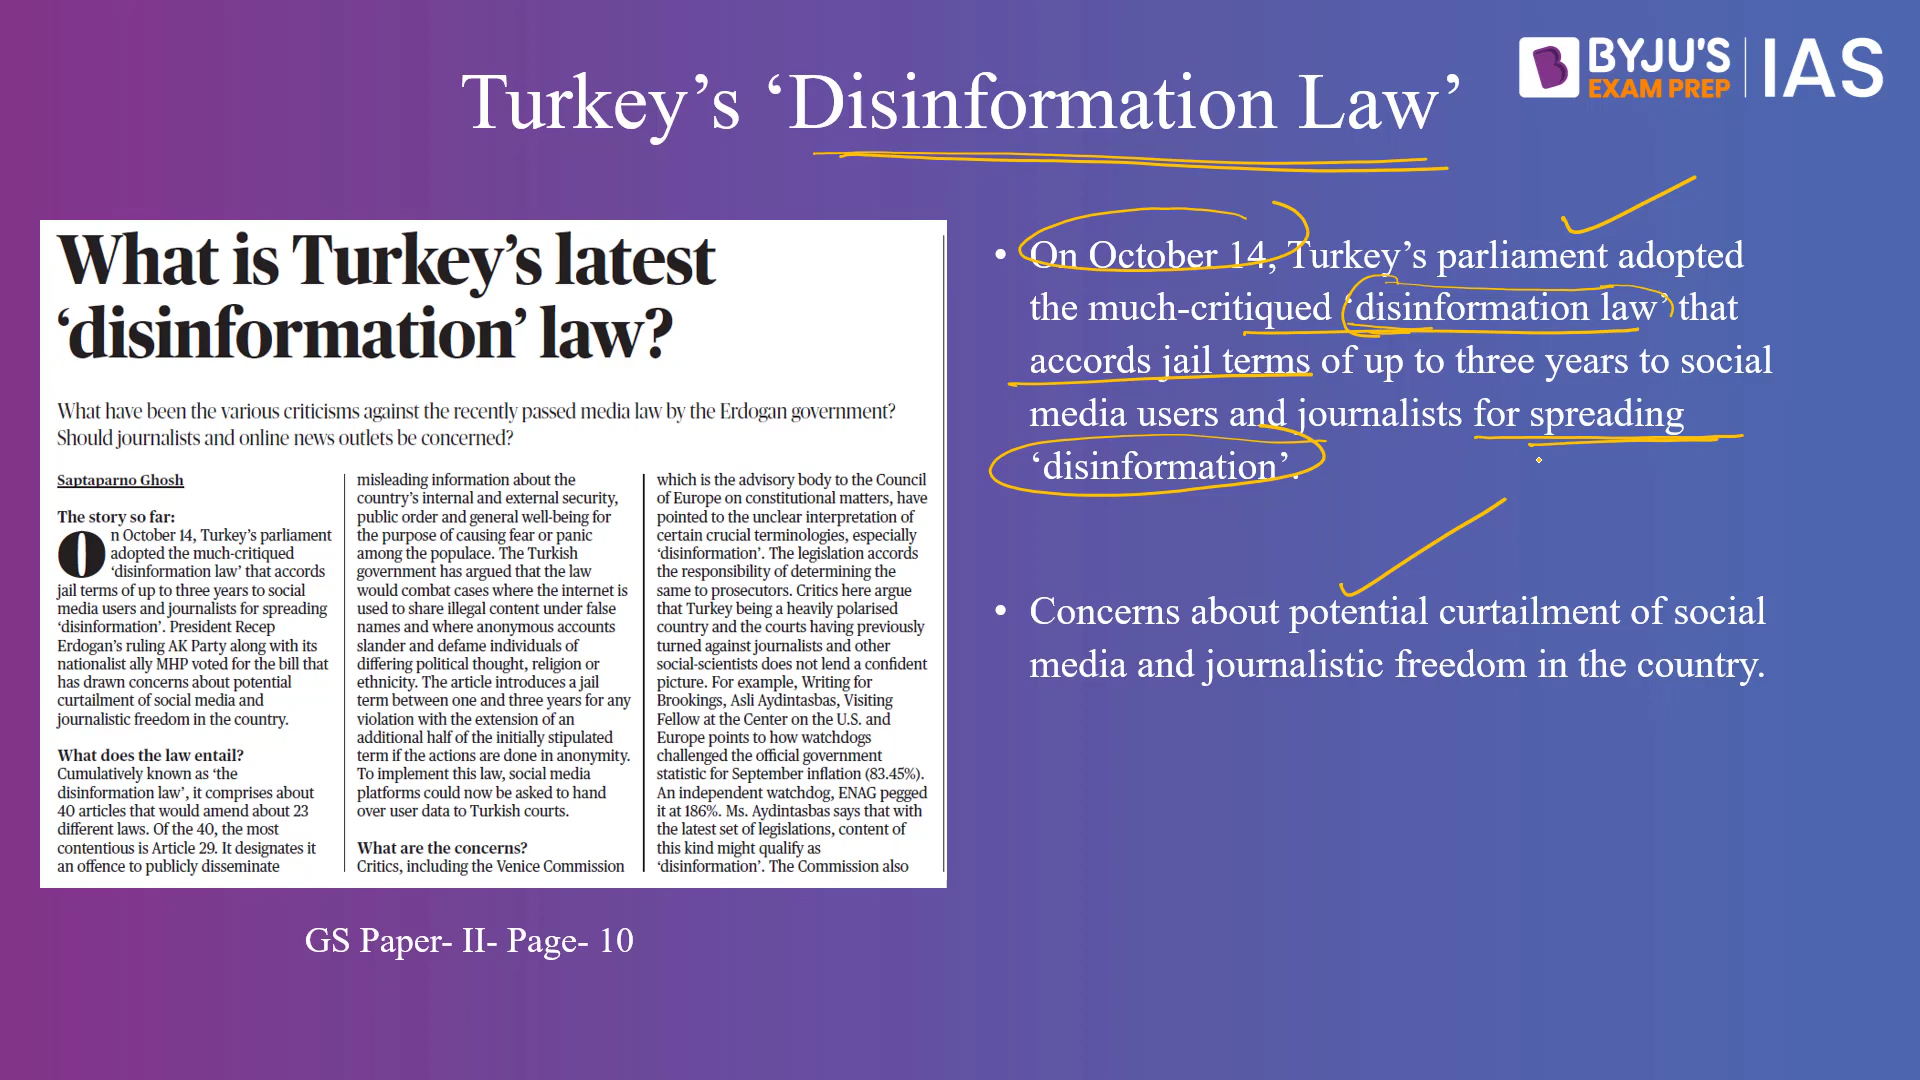 Turkey’s ‘Disinformation Law’
BYJU'S
EXAM PREP
IAS
What is Turkey’s latest
‘disinformation’ law?
What have been the various criticisms against the recently passed media law by the Erdogan government?
Should journalists and online news outlets be concerned?
Saptaparno Ghosh
The story so far:
On October 14, Turkey’s parliament
adopted the much-critiqued
‘disinformation law’ that accords
jail terms of up to three years to social
media users and journalists for spreading
‘disinformation’. President Recep
Erdogan’s ruling AK Party along with its
nationalist ally MHP voted for the bill that
has drawn concerns about potential
curtailment of social media and
journalistic freedom in the country.
What does the law entail?
Cumulatively known as ‘the
disinformation law’, it comprises about
40 articles that would amend about 23
different laws. Of the 40, the most
contentious is Article 29. It designates it
an offence to publicly disseminate
misleading information about the
country’s internal and external security,
public order and general well-being for
the purpose of causing fear or panic
among the populace. The Turkish
government has argued that the law
would combat cases where the internet is
used to share illegal content under false
names and where anonymous accounts
slander and defame individuals of
differing political thought, religion or
ethnicity. The article introduces a jail
term between one and three years for any
violation with the extension of an
additional half of the initially stipulated
term if the actions are done in anonymity.
To implement this law, social media
platforms could now be asked to hand
over user data to Turkish courts.
What are the concerns?
Critics, including the Venice Commission
which is the advisory body to the Council
of Europe on constitutional matters, have
pointed to the unclear interpretation of
certain crucial terminologies, especially
‘disinformation’. The legislation accords
the responsibility of determining the
same to prosecutors. Critics here argue
that Turkey being a heavily polarised
country and the courts having previously
turned against journalists and other
social-scientists does not lend a confident
picture. For example, Writing for
Brookings, Asli Aydintasbas, Visiting
Fellow at the Center on the U.S. and
Europe points to how watchdogs
challenged the official government
statistic for September inflation (83.45%).
An independent watchdog, ENAG pegged
it at 186%. Ms. Aydintasbas says that with
the latest set of legislations, content of
this kind might qualify as
‘disinformation’. The Commission also
GS Paper- II- Page- 10
• On October 14, Turkey’s parliament adopted
the much-critiqued ‘disinformation law’ that
accords jail terms of up to three years to social
media users and journalists for spreading
‘disinformation’.
• Concerns about potential curtailment of social
media and journalistic freedom in the country.